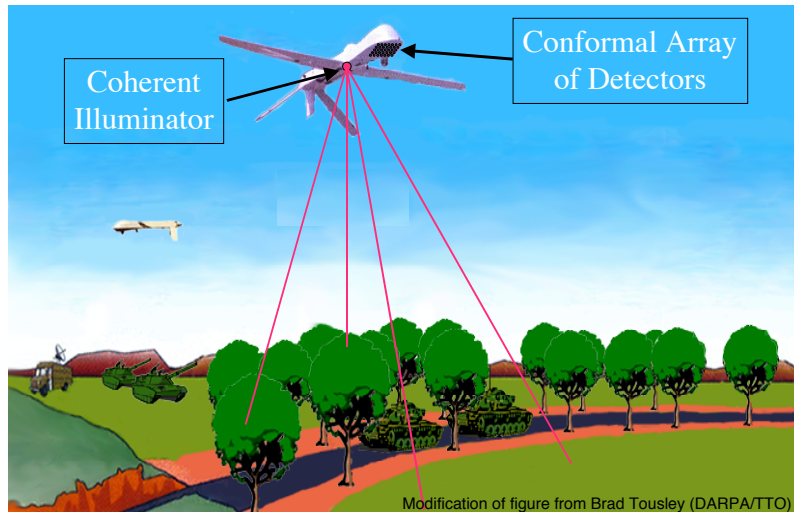 Conformal Array
of Detectors
Coherent
Illuminator
Modification of figure from Brad Tousley (DARPA/TTO)